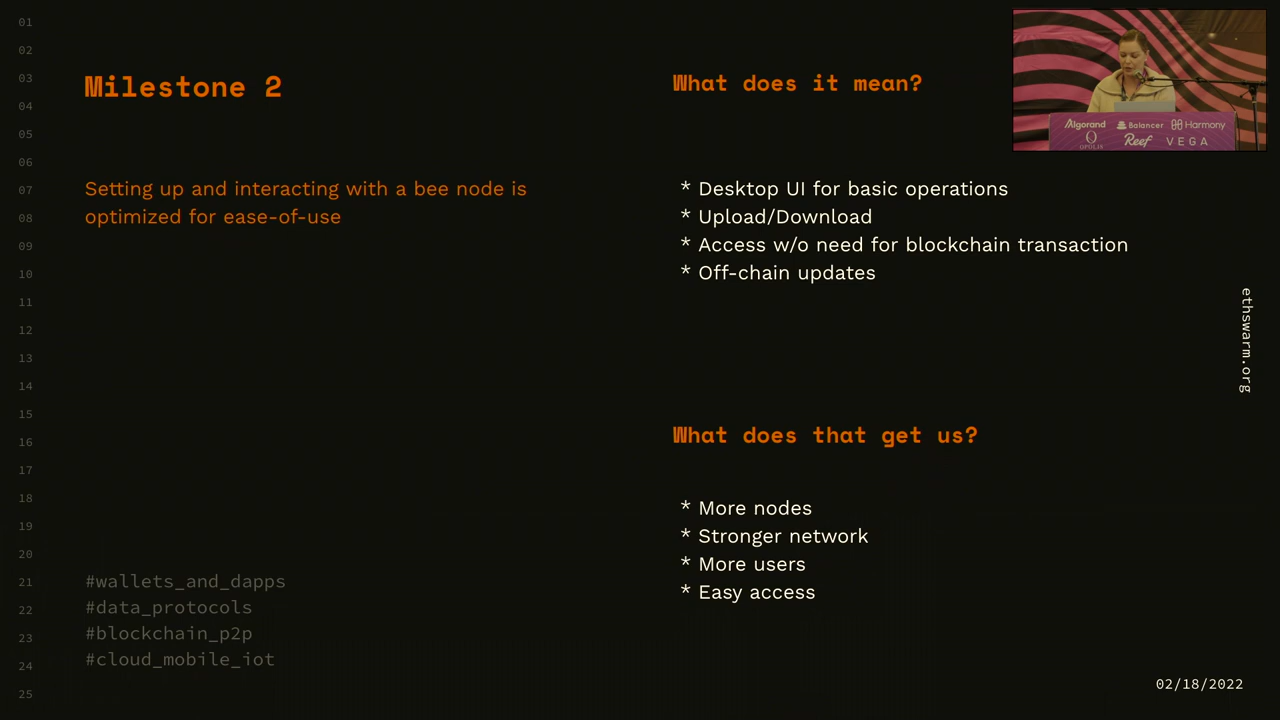 01
02
03
04
05
06
07
08
09
10
11
12
13
14
15
16
17
18
19
20
21
22
23
24
25
Milestone 2
Setting up and interacting with a bee node is
optimized for ease-of-use
#wallets_and_dapps
#data_protocols
#blockchain_p2p
#cloud_mobile_iot
What does it mean?
* Desktop UI for basic operations
* Upload/Download
* Access w/o need for blockchain transaction
* Off-chain updates
What does that get us?
* More nodes
* Stronger network
* More users
* Easy access
Algorand Balancer Harmony
OPOLIS Reef VEGA
ethswarm.org
02/18/2022